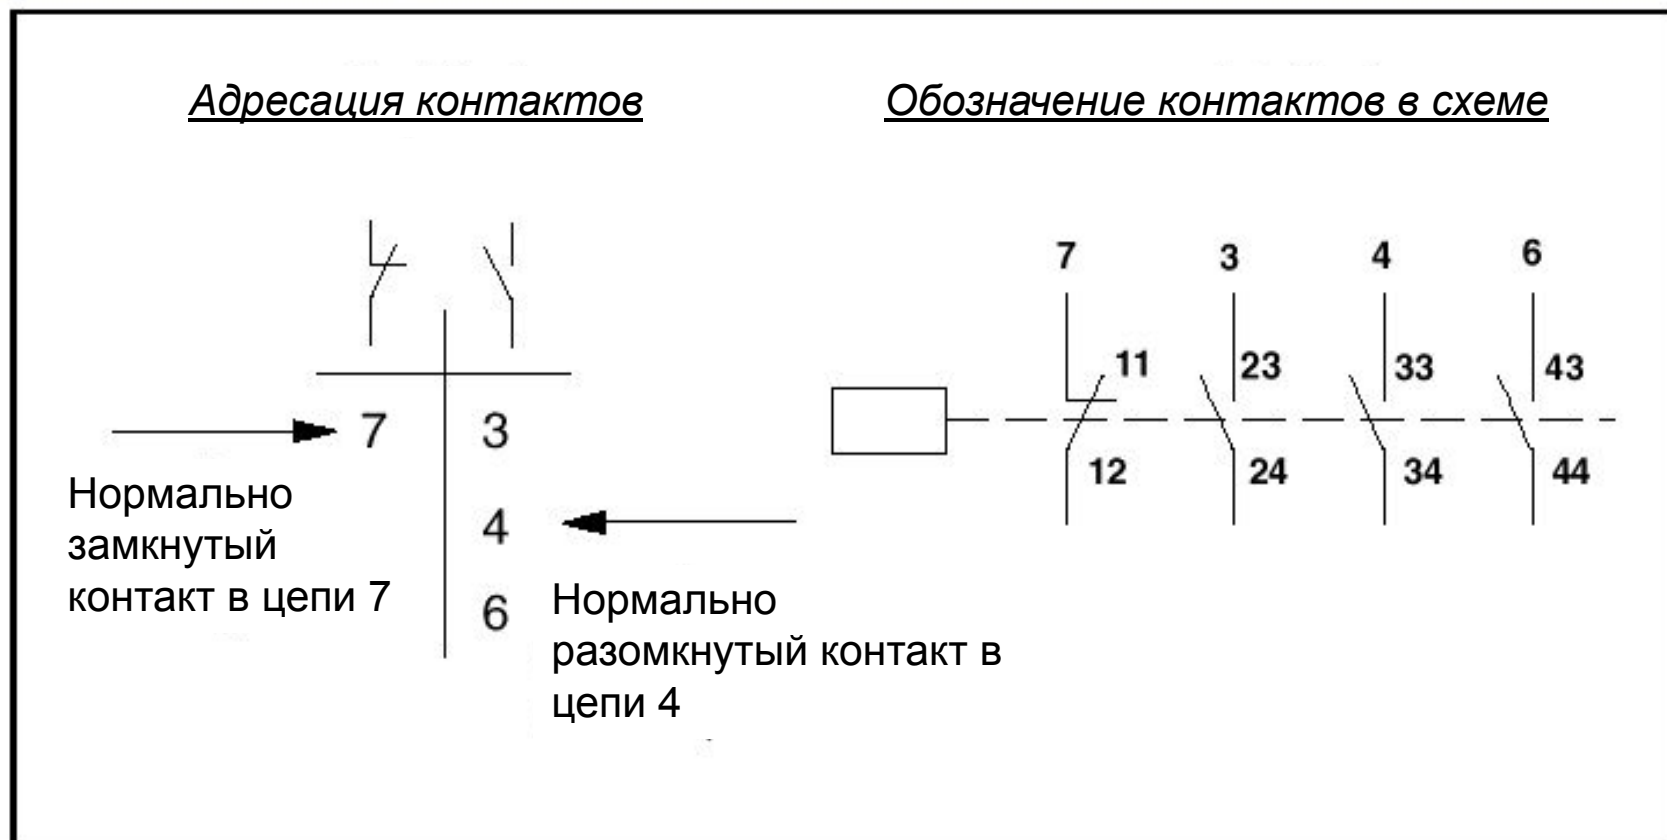 Адресация контактов
Обозначение контактов в схеме
7 3
4
6
Нормально
замкнутый
контакт в цепи 7
Нормально
разомкнутый контакт в
цепи 4
7 3 4 6
11 23 33 43
12 24 34 44